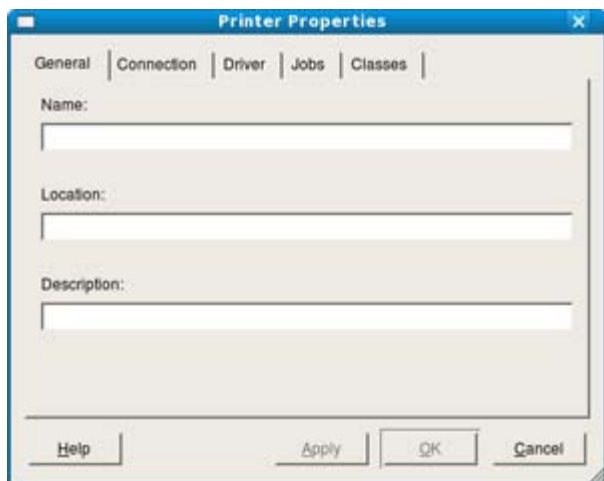 Printer Properties
General Connection Driver Jobs Classes
Name:
Location:
Description:
Help Apply OK Cancel